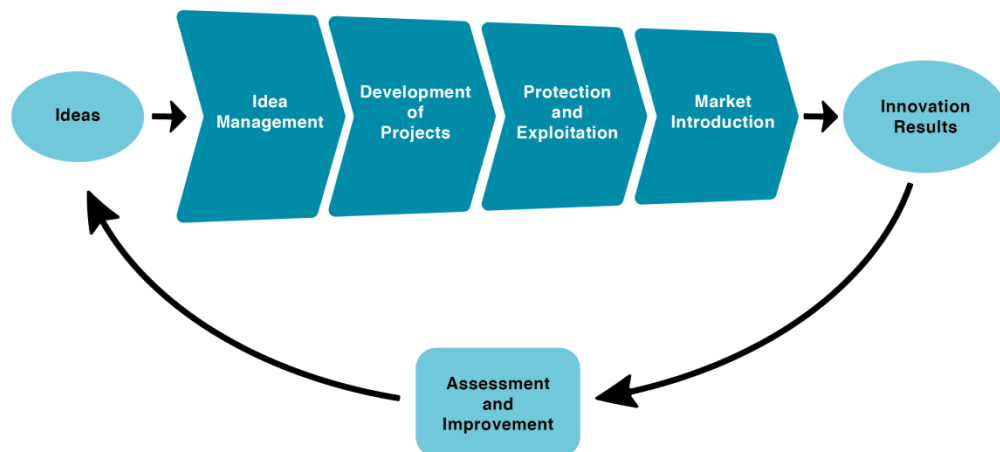 Ideas
Idea
Management
Development
of
Projects
Protection
and
Exploitation
Market
Introduction
Innovation
Results
Assessment
and
Improvement